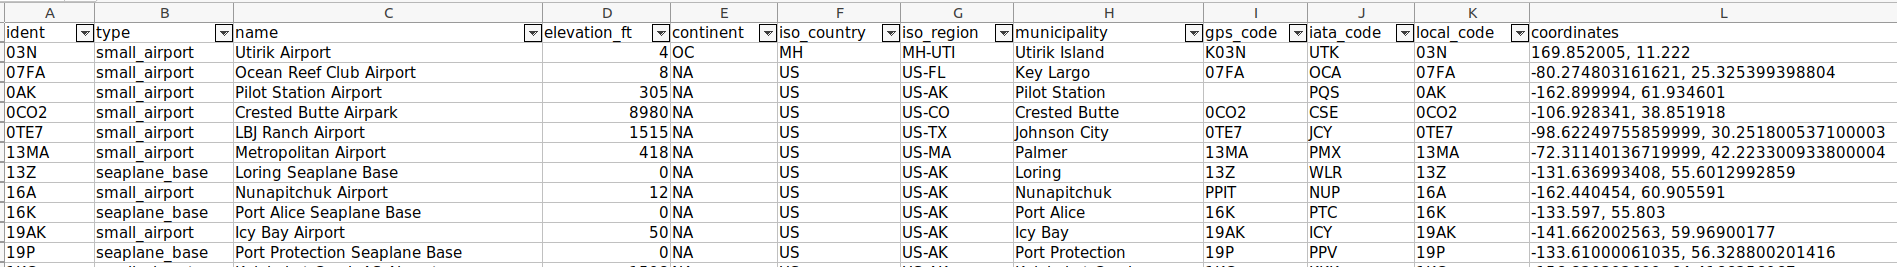 A B C D E F G H I J K L
ident type name elevation_ft continent iso_country iso_region municipality gps_code iata_code local_code coordinates
03N small_airport Utirik Airport 4 OC MH MH-UTI Utirik Island K03N UTK 03N 169.852005, 11.222
07FA small_airport Ocean Reef Club Airport 8 NA US US-FL Key Largo 07FA OCA 07FA -80.274803161621, 25.325399398804
0AK small_airport Pilot Station Airport 305 NA US US-AK Pilot Station PQS 0AK -162.899994, 61.934601
0CO2 small_airport Crested Butte Airpark 8980 NA US US-CO Crested Butte 0CO2 CSE 0CO2 -106.928341, 38.851918
0TE7 small_airport LBJ Ranch Airport 1515 NA US US-TX Johnson City 0TE7 JCY 0TE7 -98.62249755859999, 30.251800537100003
13MA small_airport Metropolitan Airport 418 NA US US-MA Palmer 13MA PMX 13MA -72.31140136719999, 42.223300933800004
13Z seaplane_base Loring Seaplane Base 0 NA US US-AK Loring 13Z WLR 13Z -131.636993408, 55.6012992859
16A small_airport Nunapitchuk Airport 12 NA US US-AK Nunapitchuk PPIT NUP 16A -162.440454, 60.905591
16K seaplane_base Port Alice Seaplane Base 0 NA US US-AK Port Alice 16K PTC 16K -133.597, 55.803
19AK small_airport Icy Bay Airport 50 NA US US-AK Icy Bay 19AK ICY 19AK -141.662002563, 59.96900177
19P seaplane_base Port Protection Seaplane Base 0 NA US US-AK Port Protection 19P PPV 19P -133.61000061035, 56.328800201416